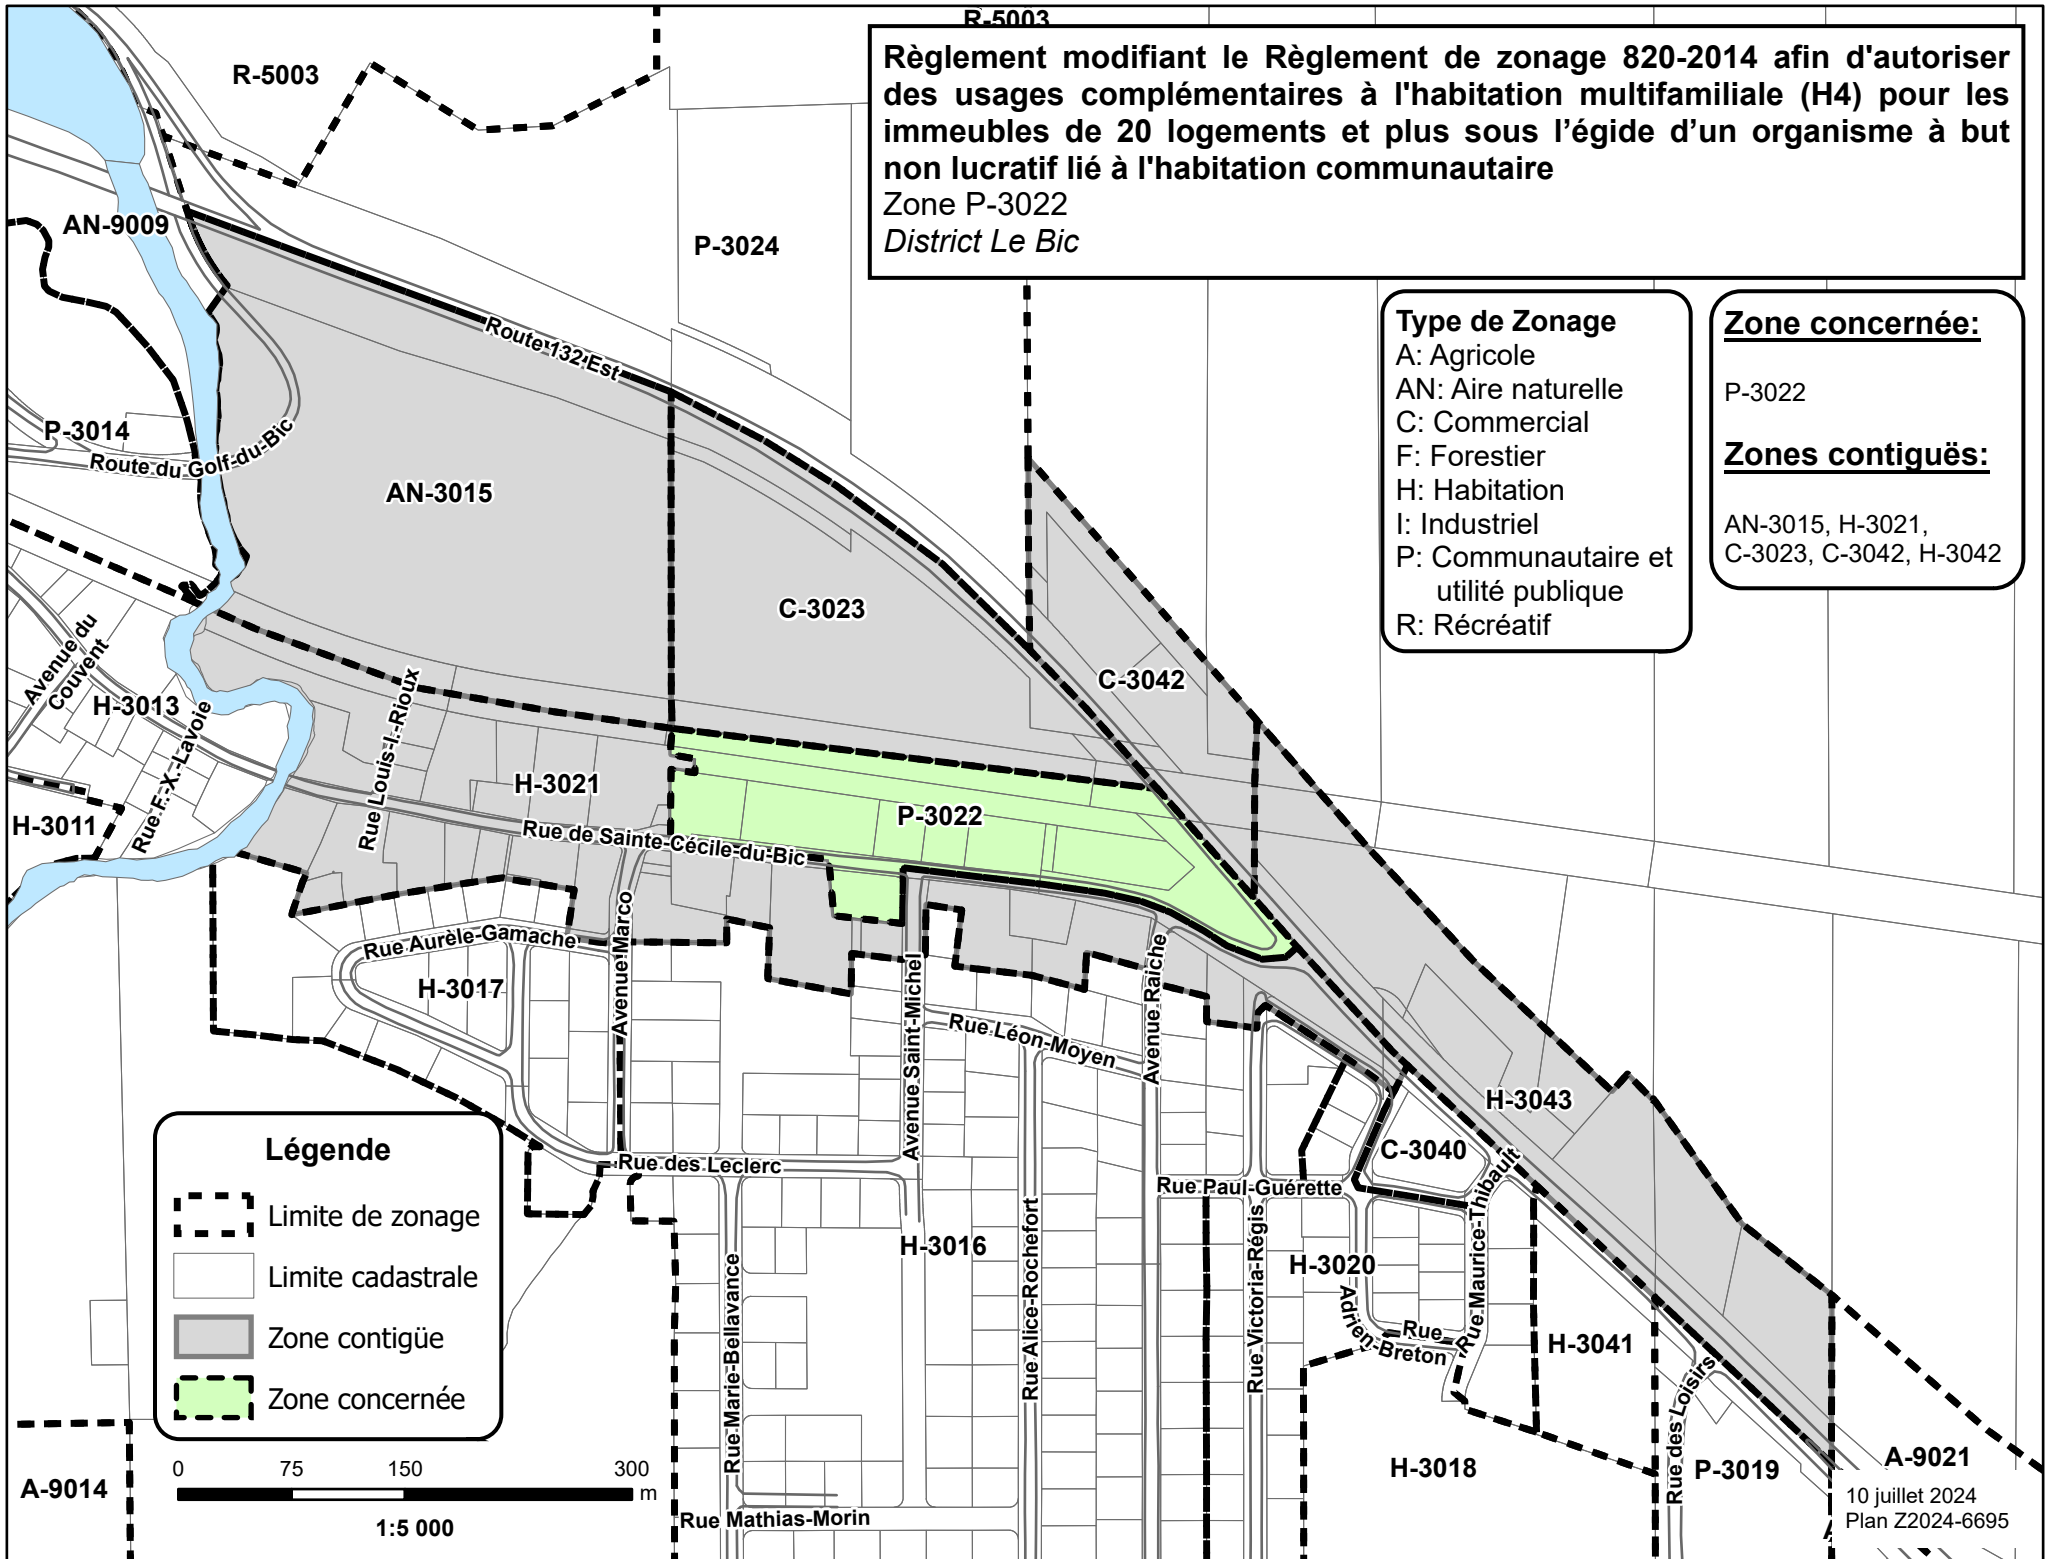 R-5003
R-5003
Règlement modifiant le Règlement de zonage 820-2014 afin d'autoriser
des usages complémentaires à l'habitation multifamiliale (H4) pour les
immeubles de 20 logements et plus sous l’égide d’un organisme à but
non lucratif lié à l'habitation communautaire
Zone P-3022
District Le Bic
AN-9009
P-3024
Type de Zonage
A: Agricole
AN: Aire naturelle
C: Commercial
F: Forestier
H: Habitation
I: Industriel
P: Communautaire et
utilité publique
R: Récréatif
Zone concernée:
P-3022
Zones contiguës:
AN-3015, H-3021,
C-3023, C-3042, H-3042
Route 132 Est
P-3014
Route du Golf-du-Bic
AN-3015
C-3023
C-3042
Avenue du
Couvent
H-3013
Rue F.-X.-Lavoie
Rue Louis-I.-Rioux
H-3021
P-3022
H-3011
Rue de Sainte-Cécile-du-Bic
Rue Aurèle-Gamache
H-3017
Avenue Marco
Avenue Saint-Michel
Avenue Raiche
Rue Léon-Moyen
H-3043
C-3040
Rue des Leclerc
Rue Paul-Guérette
Rue Maurice-Thibault
H-3016
H-3020
Rue Marie-Bellavance
Rue Alice-Rochefort
Rue Victoria-Régis
Rue
Adrien-Breton
H-3041
Rue des Loisirs
H-3018
P-3019
A-9021
Légende
Limite de zonage
Limite cadastrale
Zone contigüe
Zone concernée
A-9014
0 75 150 300
m
1:5 000
Rue Mathias-Morin
10 juillet 2024
Plan Z2024-6695